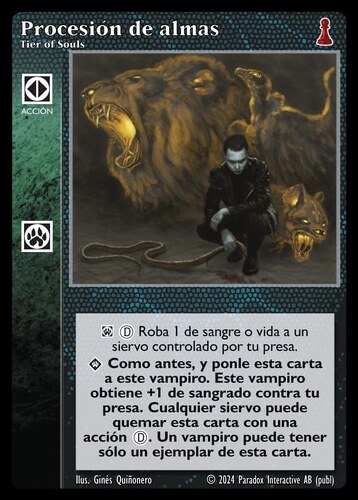 Procesión de almas
Tier of Souls
ACCIÓN
D Roba 1 de sangre o vida a un
siervo controlado por tu presa.
Como antes, y ponle esta carta
a este vampiro. Este vampiro
obtiene +1 de sangrado contra tu
presa. Cualquier siervo puede
quemar esta carta con una
acción D. Un vampiro puede tener
sólo un ejemplar de esta carta.
Ilus. Ginés Quiñonero
© 2024 Paradox Interactive AB (publ)